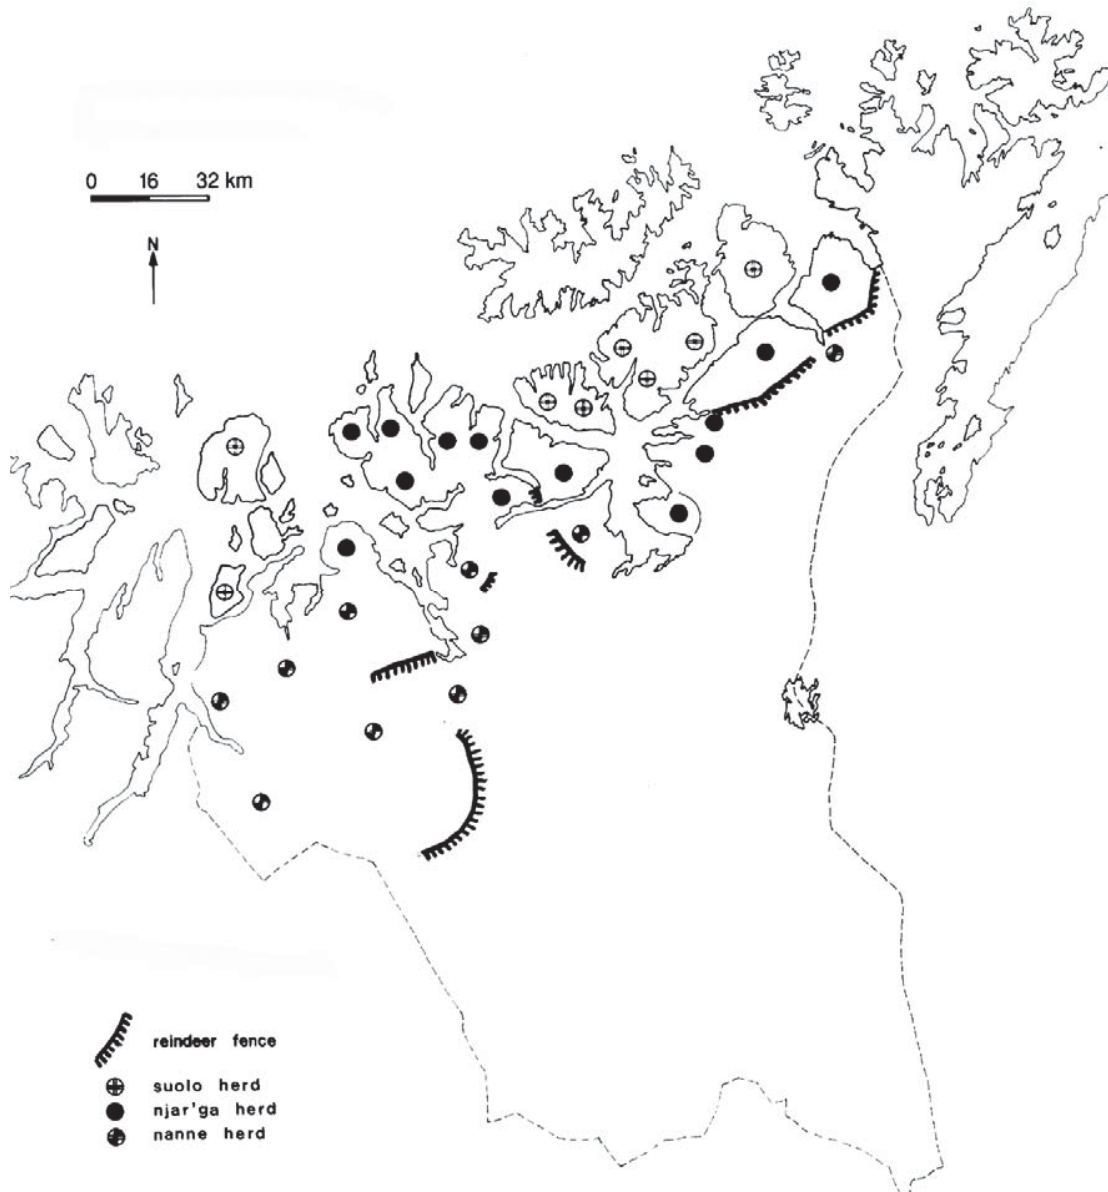 0 16 32 km
N
reindeer fence
suolo herd
njar'ga herd
nanne herd